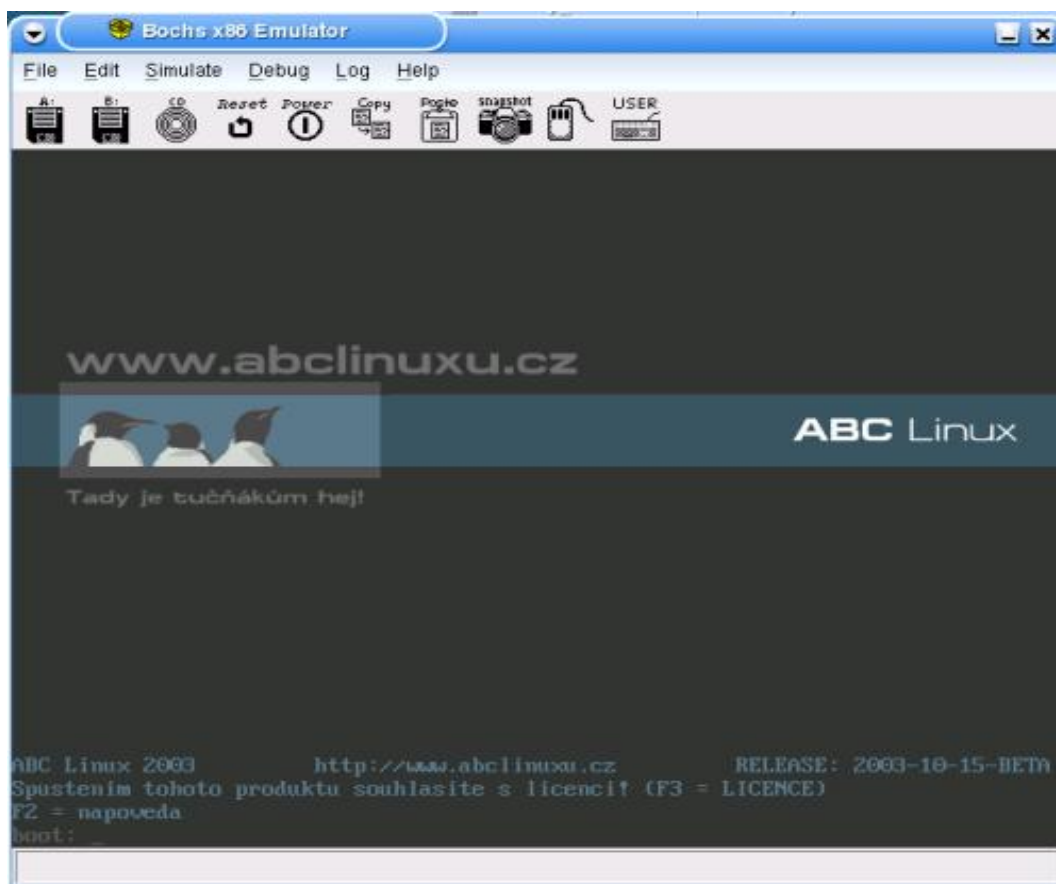 Bochs x86 Emulator
File Edit Simulate Debug Log Help
A: B: CD Reset Power Copy Paste snapshot USER
www.abclinuxu.cz
ABC Linux
Tady je tučňákům hej!
ABC Linux 2003 http://www.abclinuxu.cz RELEASE: 2003-10-15-BETA
Spustenim tohoto produktu souhlasite s licenci! (F3 = LICENCE)
F2 = napoveda
boot: _